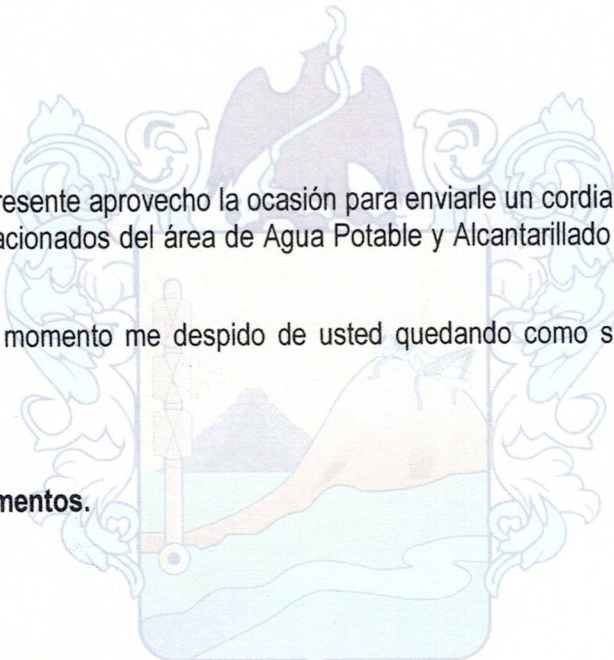 resente aprovecho la ocasión para enviarle un cordia
acionados del área de Agua Potable y Alcantarillado
momento me despido de usted quedando como s
mentos.